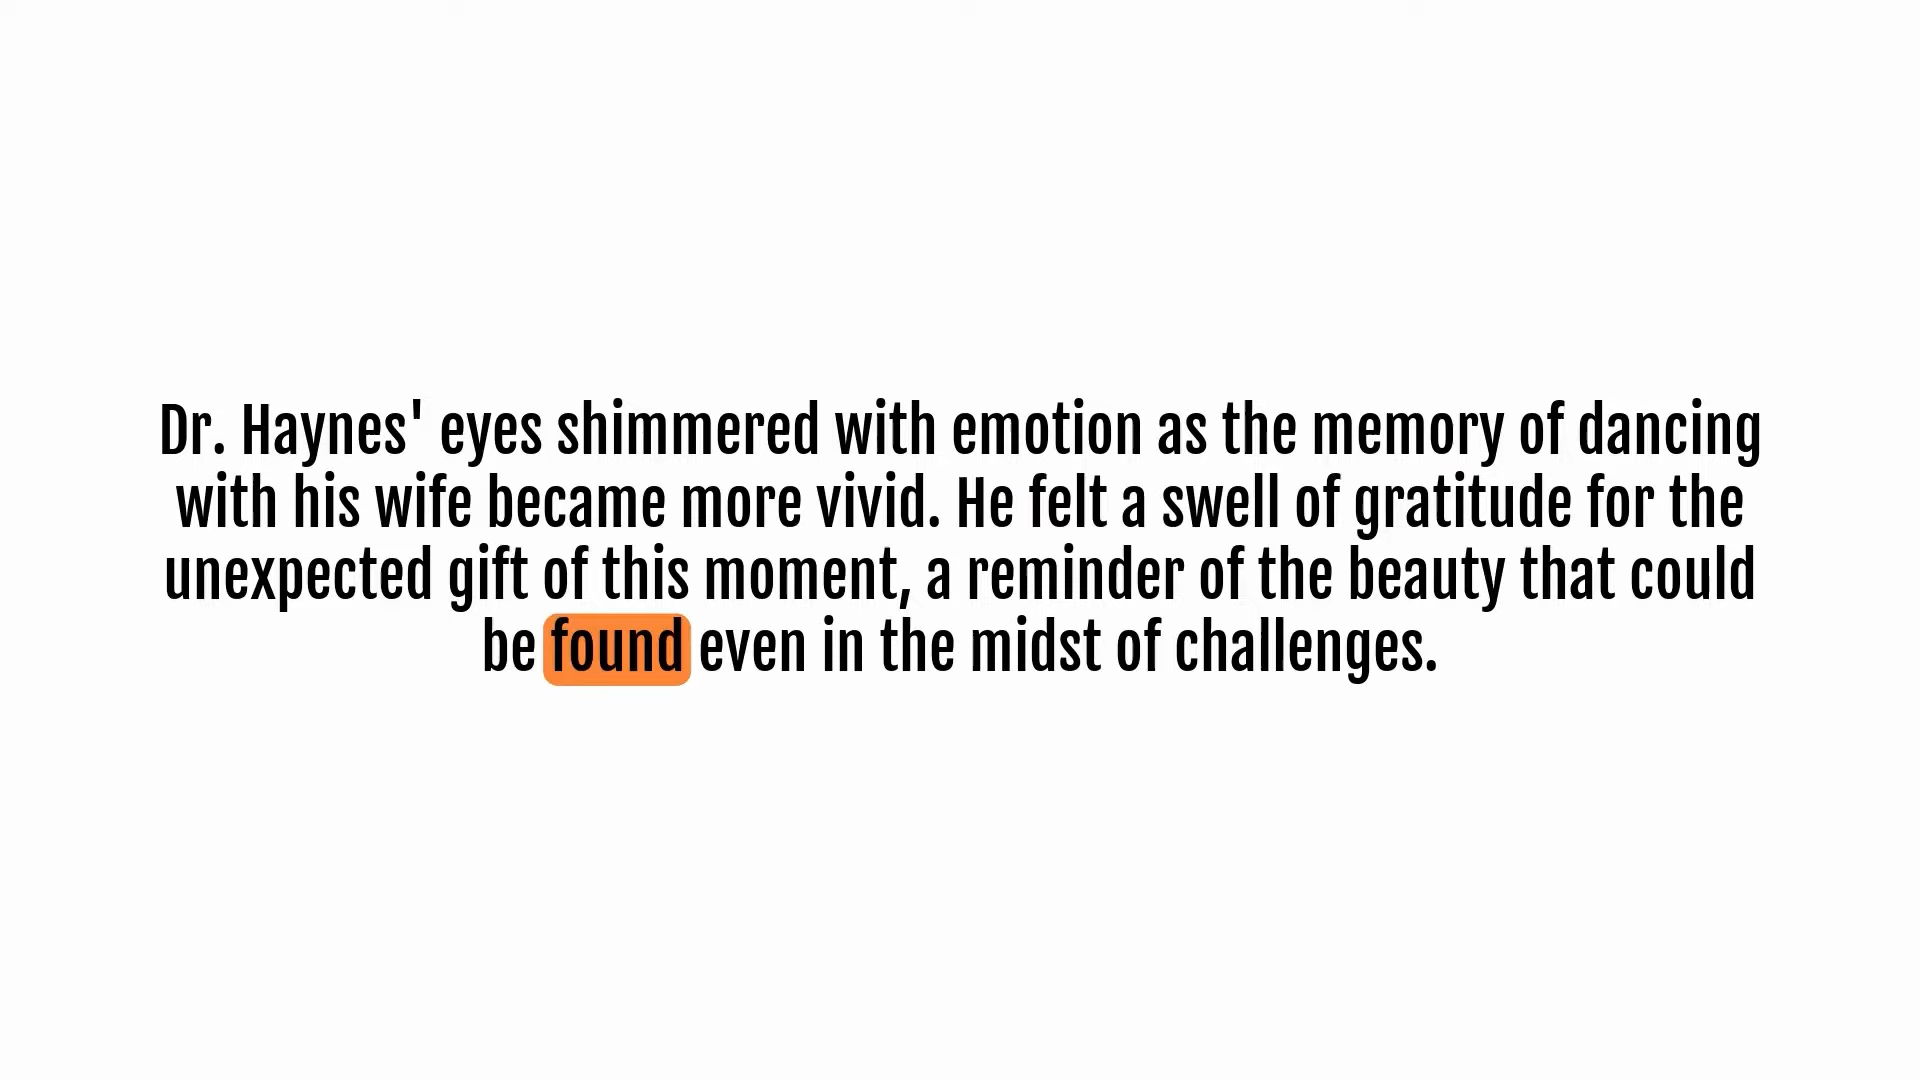 Dr. Haynes' eyes shimmered with emotion as the memory of dancing
with his wife became more vivid. He felt a swell of gratitude for the
unexpected gift of this moment, a reminder of the beauty that could
be found even in the midst of challenges.